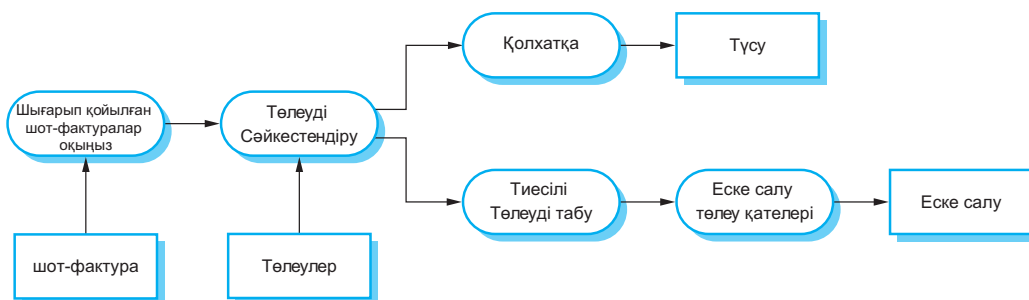 Қолхатқа
Түсу
Шығарып қойылған
шот-фактуралар
оқыңыз
Төлеуді
Сәйкестендіру
Тиесілі
Төлеуді табу
Еске салу
төлеу қателері
Еске салу
шот-фактура
Төлеулер